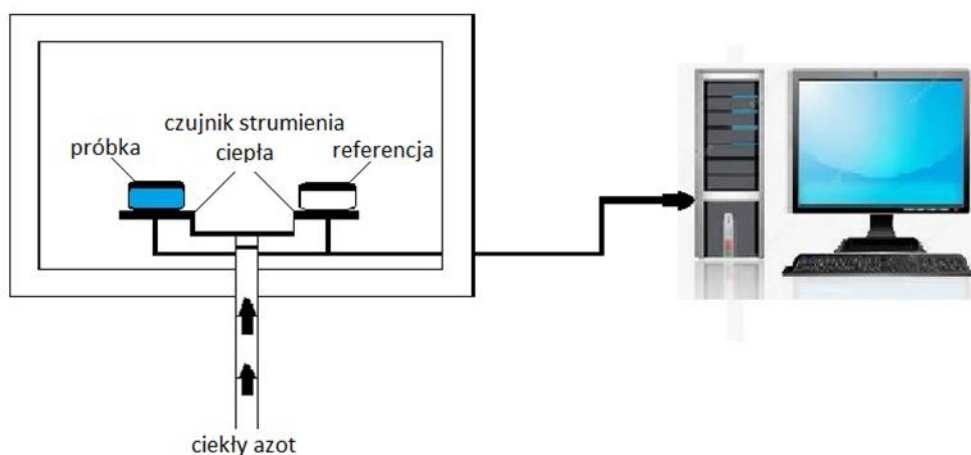 czujnik strumienia
ciepła
próbka
referencja
ciekły azot